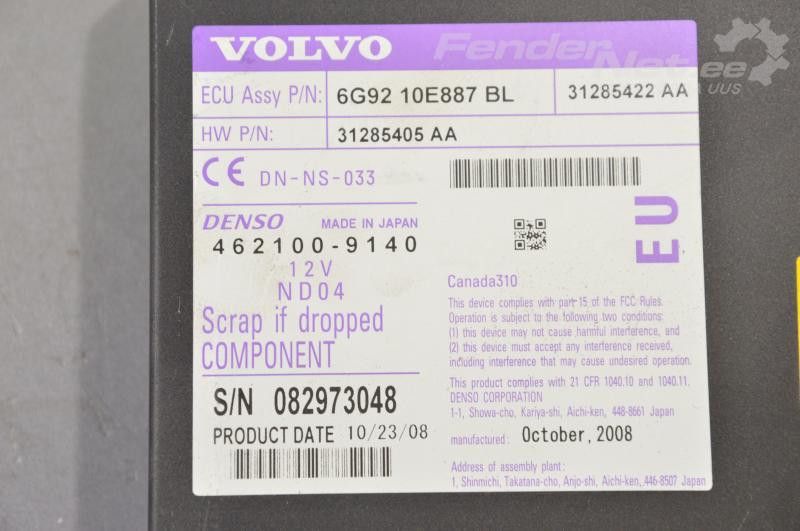 VOLVO
FenderNet.ee
UUS
ECU Assy P/N: 6G92 10E887 BL 31285422 AA
HW P/N: 31285405 AA
CE DN-NS-033
DENSO MADE IN JAPAN
462100-9140
12V
ND04
Scrap if dropped
COMPONENT
S/N 082973048
PRODUCT DATE 10/23/08
EU
Canada310
This device complies with part 15 of the FCC Rules.
Operation is subject to the following two conditions:
(1) this device may not cause harmful interference, and
(2) this device must accept any interference received,
including interference that may cause undesired operation.
This product complies with 21 CFR 1040.10 and 1040.11.
DENSO CORPORATION
1-1, Showa-cho, Kariya-shi, Aichi-ken, 448-8661 Japan
manufactured: October, 2008
Address of assembly plant :
1, Shinmichi, Takatana-cho, Anjo-shi, Aichi-ken, 446-8507 Japan